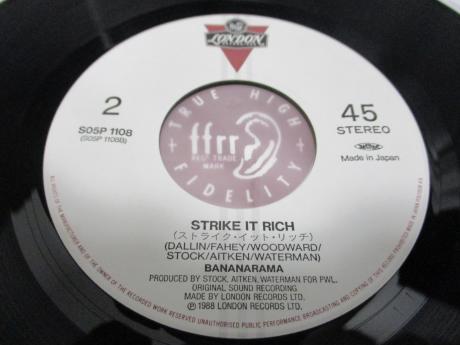 LONDON
2
45
S05P 1108
(S05P 1108B)
STEREO
Made in Japan
TRUE HIGH
ffrr
REG. TRADE
MARK
FIDELITY
STRIKE IT RICH
(ストライク・イット・リッチ)
(DALLIN/FAHEY/WOODWARD/
STOCK/AITKEN/WATERMAN)
BANANARAMA
PRODUCED BY STOCK, AITKEN, WATERMAN FOR PWL.
ORIGINAL SOUND RECORDING
MADE BY LONDON RECORDS LTD.
Ⓟ 1988 LONDON RECORDS LTD.